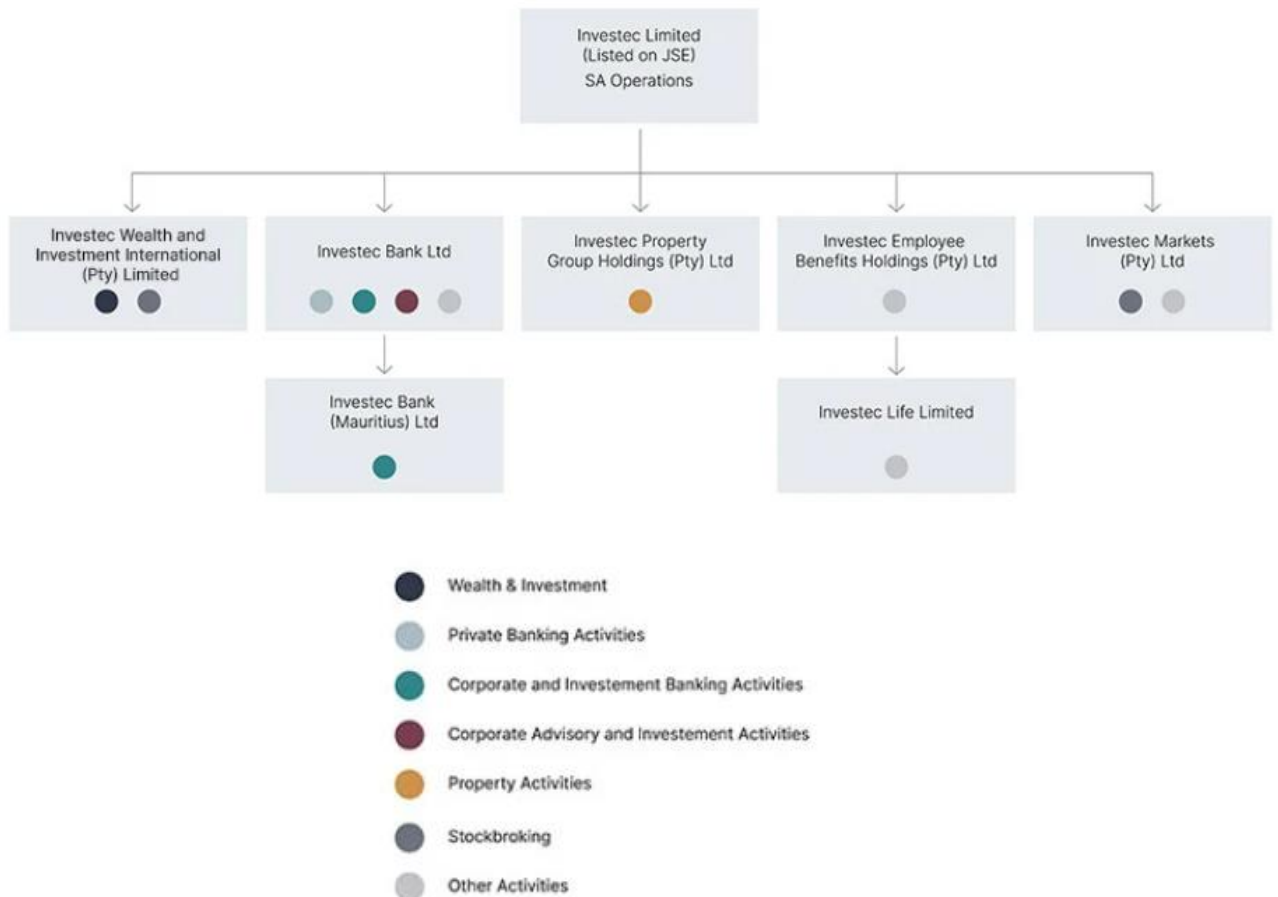 Investec Limited
(Listed on JSE)
SA Operations
Investec Wealth and
Investment International
(Pty) Limited
Investec Bank Ltd
Investec Property
Group Holdings (Pty) Ltd
Investec Employee
Benefits Holdings (Pty) Ltd
Investec Markets
(Pty) Ltd
Investec Bank
(Mauritius) Ltd
Investec Life Limited
Wealth & Investment
Private Banking Activities
Corporate and Investement Banking Activities
Corporate Advisory and Investement Activities
Property Activities
Stockbroking
Other Activities